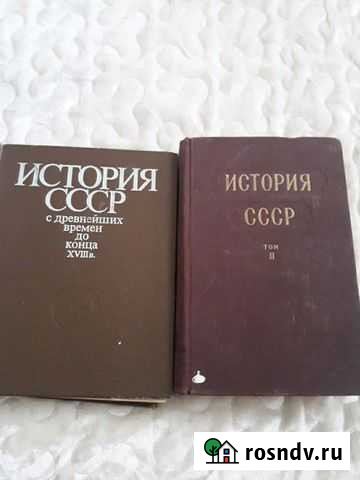 ИСТОРИЯ
СССР
с древнейших
времен
до
конца
XVIII в.
ИСТОРИЯ
СССР
ТОМ
II
rosndv.ru